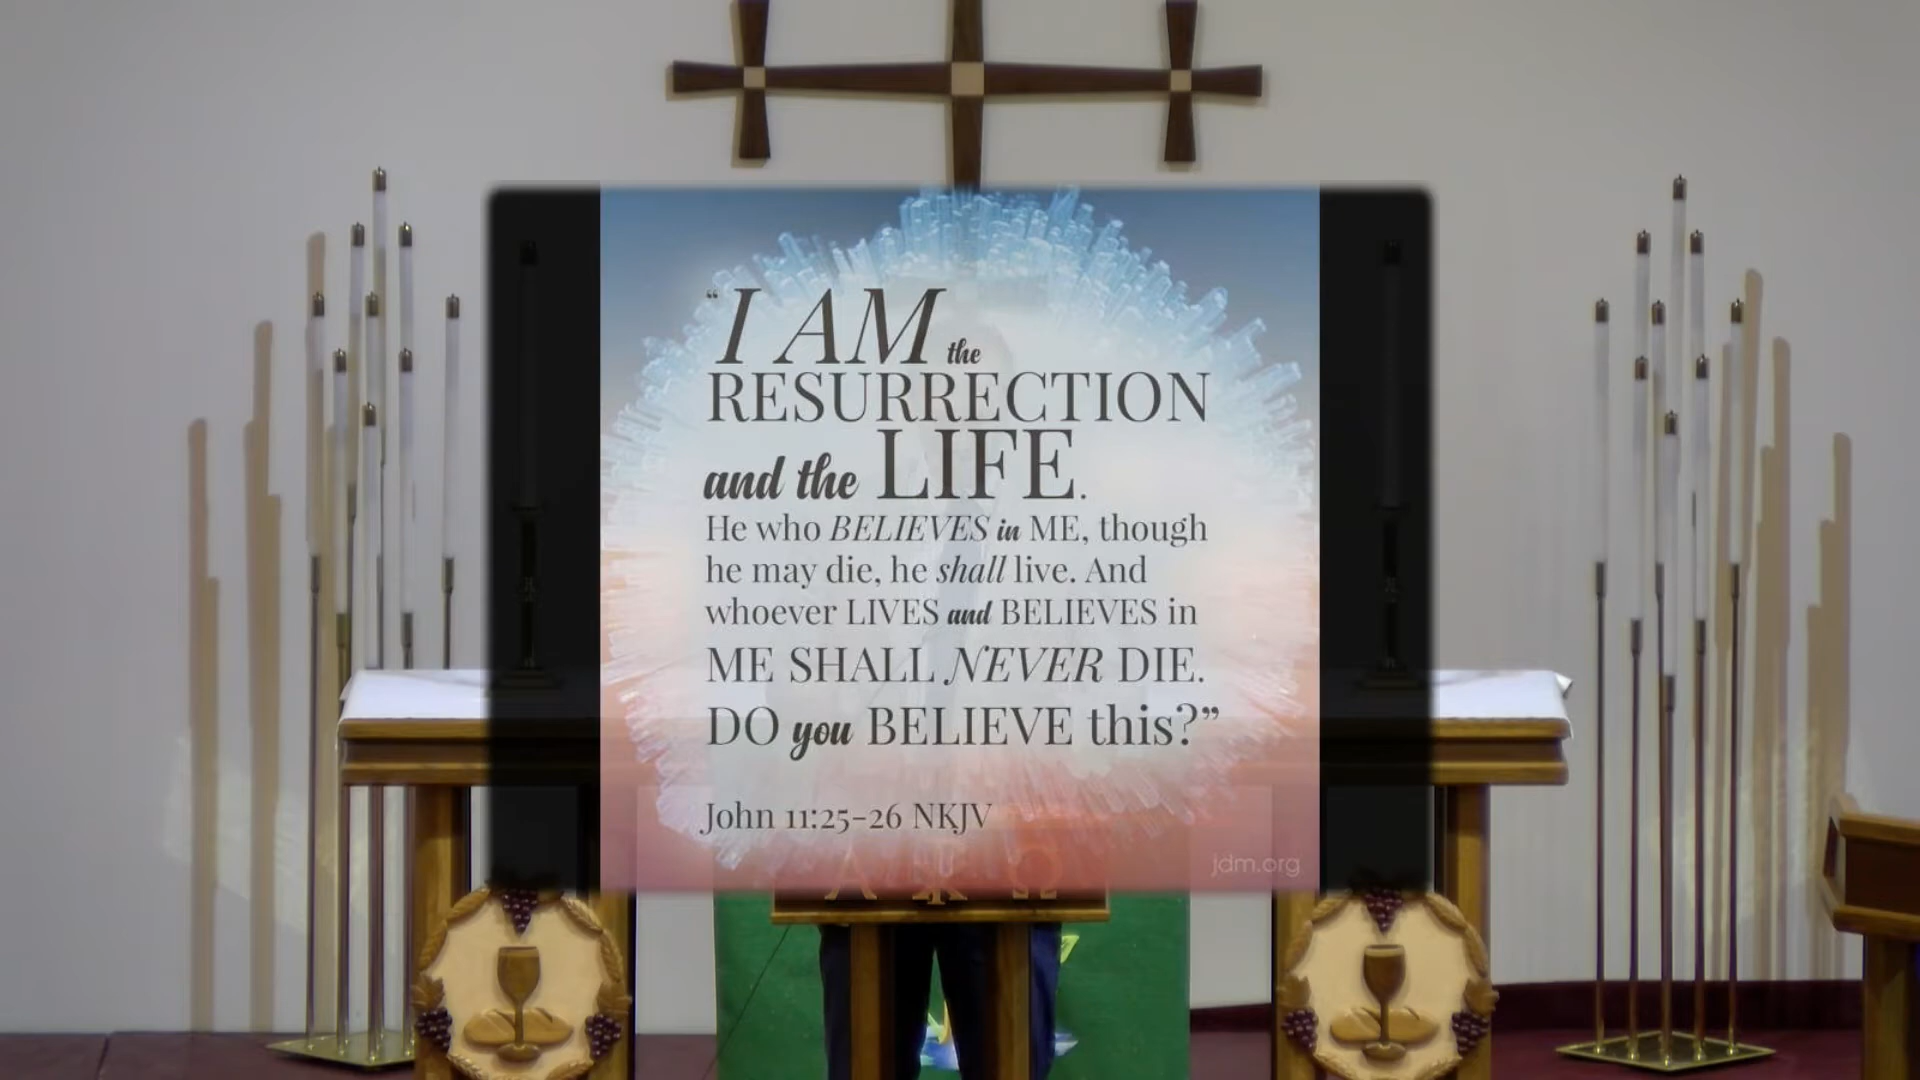 “I AM the
RESURRECTION
and the LIFE.
He who BELIEVES in ME, though
he may die, he shall live. And
whoever LIVES and BELIEVES in
ME SHALL NEVER DIE.
DO you BELIEVE this?”
John 11:25-26 NKJV
jdm.org
Α ☧ Ω